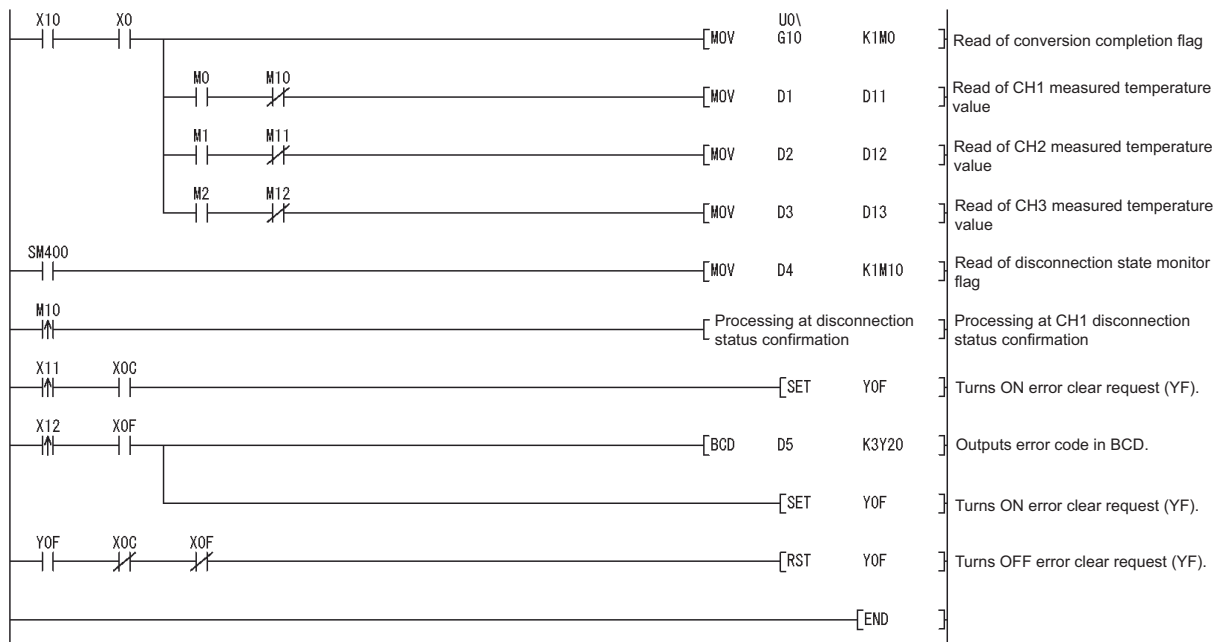 X10 X0 U0\
[MOV G10 K1M0 ] Read of conversion completion flag
M0 M10
[MOV D1 D11 ] Read of CH1 measured temperature
value
M1 M11
[MOV D2 D12 ] Read of CH2 measured temperature
value
M2 M12
[MOV D3 D13 ] Read of CH3 measured temperature
value
SM400
[MOV D4 K1M10 ] Read of disconnection state monitor
flag
M10
[ Processing at disconnection
status confirmation ] Processing at CH1 disconnection
status confirmation
X11 X0C
[SET Y0F ] Turns ON error clear request (YF).
X12 X0F
[BCD D5 K3Y20 ] Outputs error code in BCD.
[SET Y0F ] Turns ON error clear request (YF).
Y0F X0C X0F
[RST Y0F ] Turns OFF error clear request (YF).
[END ]